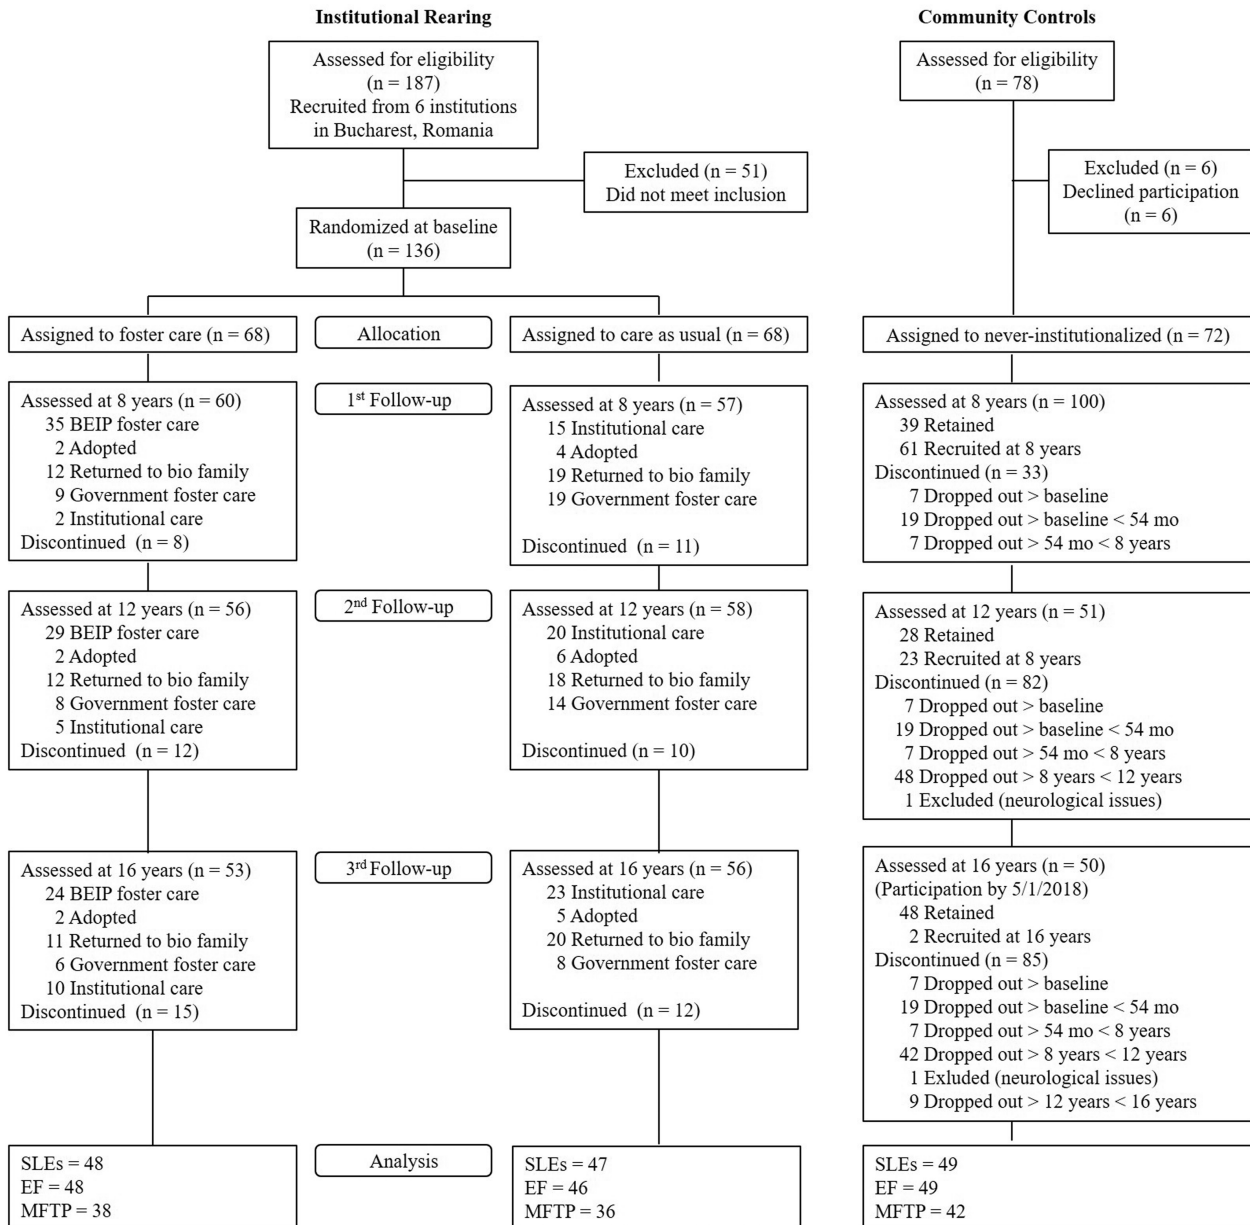 Institutional Rearing
Community Controls
Assessed for eligibility
(n = 187)
Recruited from 6 institutions
in Bucharest, Romania
Assessed for eligibility
(n = 78)
Excluded (n = 51)
Did not meet inclusion
Excluded (n = 6)
Declined participation
(n = 6)
Randomized at baseline
(n = 136)
Assigned to foster care (n = 68)
Allocation
Assigned to care as usual (n = 68)
Assigned to never-institutionalized (n = 72)
Assessed at 8 years (n = 60)
35 BEIP foster care
2 Adopted
12 Returned to bio family
9 Government foster care
2 Institutional care
Discontinued (n = 8)
1st Follow-up
Assessed at 8 years (n = 57)
15 Institutional care
4 Adopted
19 Returned to bio family
19 Government foster care
Discontinued (n = 11)
Assessed at 8 years (n = 100)
39 Retained
61 Recruited at 8 years
Discontinued (n = 33)
7 Dropped out > baseline
19 Dropped out > baseline < 54 mo
7 Dropped out > 54 mo < 8 years
Assessed at 12 years (n = 56)
29 BEIP foster care
2 Adopted
12 Returned to bio family
8 Government foster care
5 Institutional care
Discontinued (n = 12)
2nd Follow-up
Assessed at 12 years (n = 58)
20 Institutional care
6 Adopted
18 Returned to bio family
14 Government foster care
Discontinued (n = 10)
Assessed at 12 years (n = 51)
28 Retained
23 Recruited at 8 years
Discontinued (n = 82)
7 Dropped out > baseline
19 Dropped out > baseline < 54 mo
7 Dropped out > 54 mo < 8 years
48 Dropped out > 8 years < 12 years
1 Excluded (neurological issues)
Assessed at 16 years (n = 53)
24 BEIP foster care
2 Adopted
11 Returned to bio family
6 Government foster care
10 Institutional care
Discontinued (n = 15)
3rd Follow-up
Assessed at 16 years (n = 56)
23 Institutional care
5 Adopted
20 Returned to bio family
8 Government foster care
Discontinued (n = 12)
Assessed at 16 years (n = 50)
(Participation by 5/1/2018)
48 Retained
2 Recruited at 16 years
Discontinued (n = 85)
7 Dropped out > baseline
19 Dropped out > baseline < 54 mo
7 Dropped out > 54 mo < 8 years
42 Dropped out > 8 years < 12 years
1 Exluded (neurological issues)
9 Dropped out > 12 years < 16 years
SLEs = 48
EF = 48
MFTP = 38
Analysis
SLEs = 47
EF = 46
MFTP = 36
SLEs = 49
EF = 49
MFTP = 42